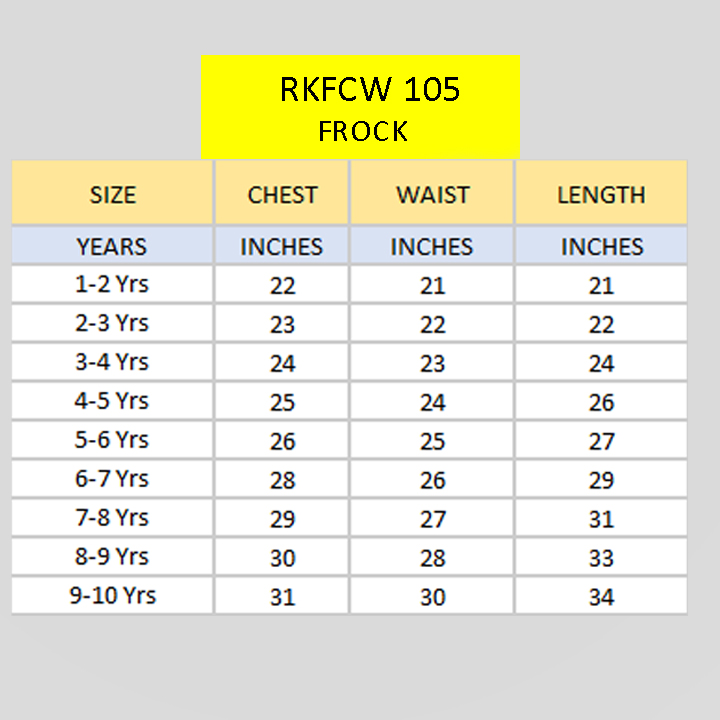 RKFCW 105
FROCK
SIZE CHEST WAIST LENGTH
YEARS INCHES INCHES INCHES
1-2 Yrs 22 21 21
2-3 Yrs 23 22 22
3-4 Yrs 24 23 24
4-5 Yrs 25 24 26
5-6 Yrs 26 25 27
6-7 Yrs 28 26 29
7-8 Yrs 29 27 31
8-9 Yrs 30 28 33
9-10 Yrs 31 30 34